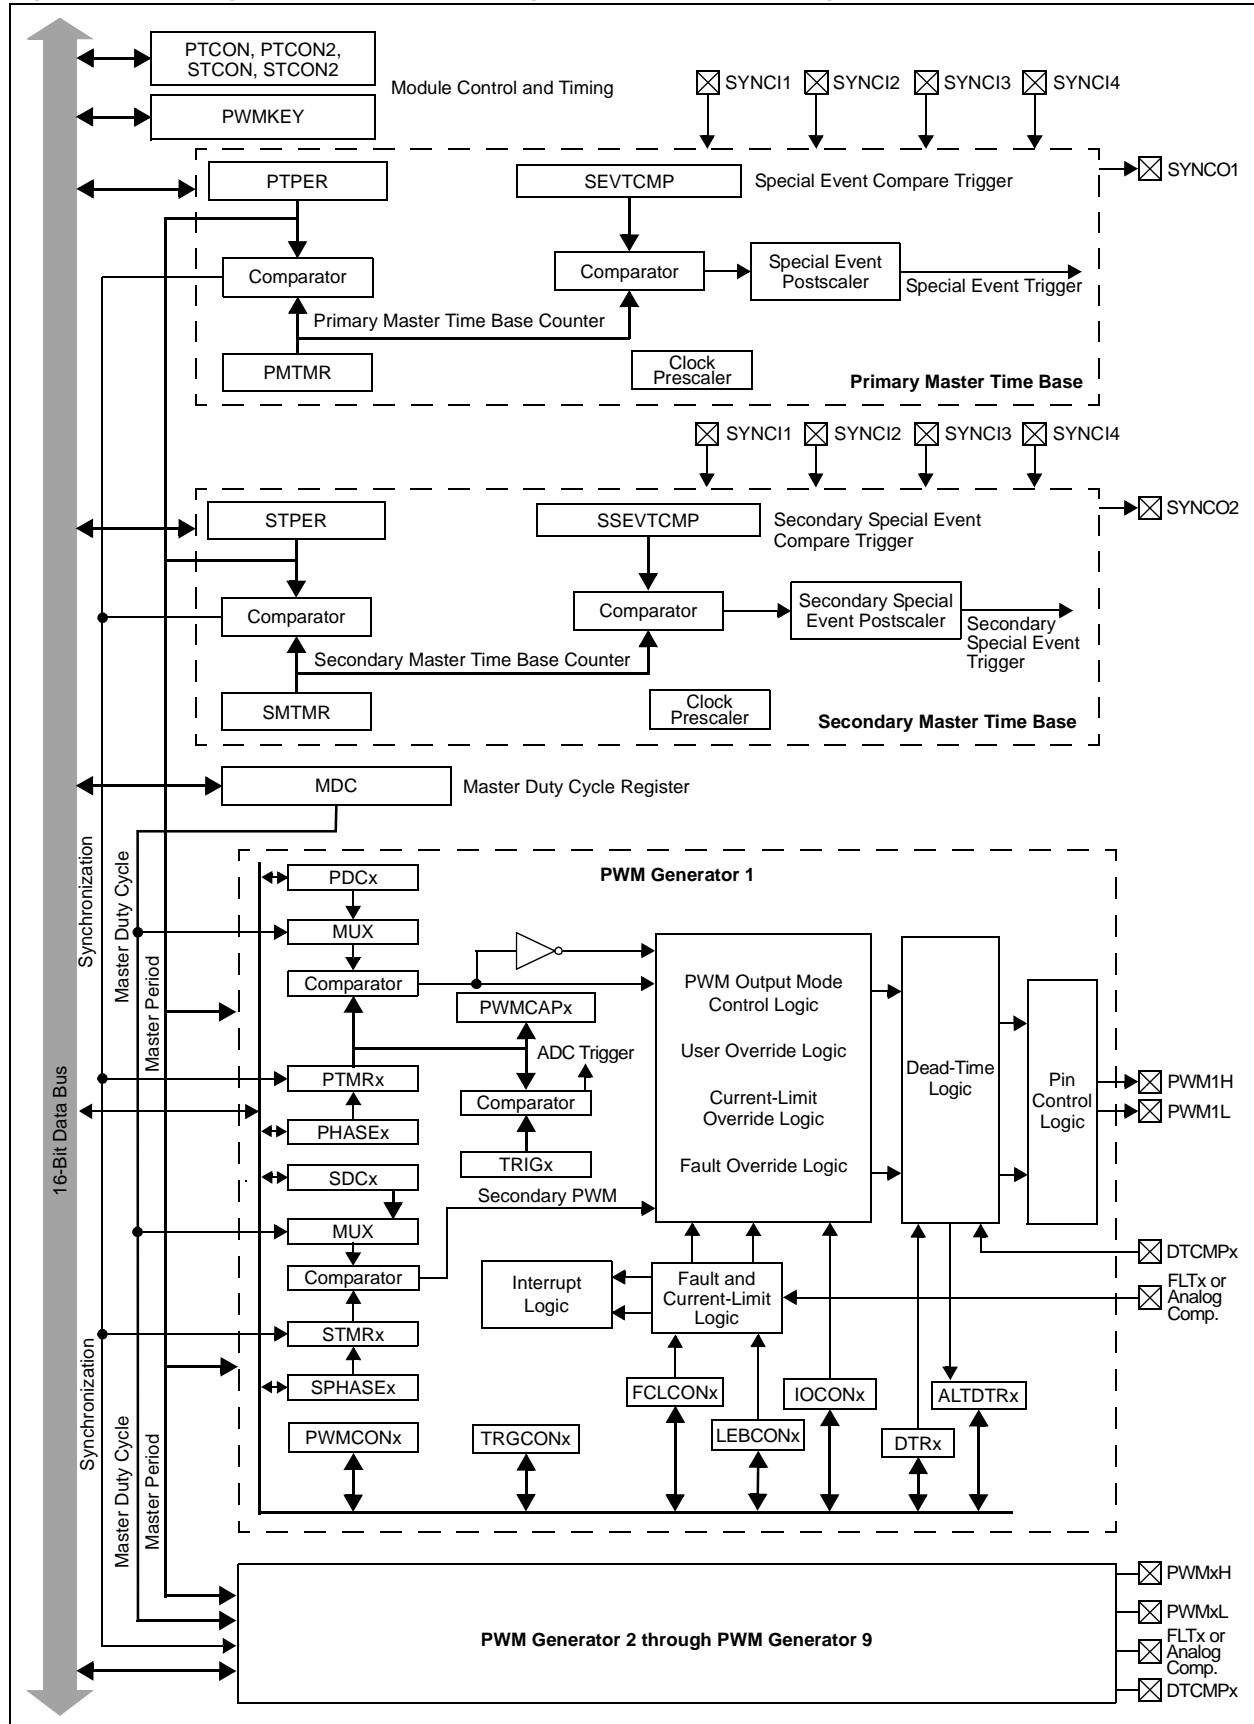 PTCON, PTCON2,
STCON, STCON2
Module Control and Timing
PWMKEY
SYNCI1
SYNCI2
SYNCI3
SYNCI4
SYNCO1
PTPER
SEVTCMP
Special Event Compare Trigger
Comparator
Comparator
Special Event
Postscaler
Special Event Trigger
Primary Master Time Base Counter
PMTMR
Clock
Prescaler
Primary Master Time Base
SYNCI1
SYNCI2
SYNCI3
SYNCI4
SYNCO2
STPER
SSEVTCMP
Secondary Special Event
Compare Trigger
Comparator
Comparator
Secondary Special
Event Postscaler
Secondary
Special Event
Trigger
Secondary Master Time Base Counter
SMTMR
Clock
Prescaler
Secondary Master Time Base
MDC
Master Duty Cycle Register
16-Bit Data Bus
Synchronization
Master Duty Cycle
Master Period
PWM Generator 1
PDCx
MUX
Comparator
PWMCAPx
ADC Trigger
PTMRx
Comparator
PHASEx
TRIGx
SDCx
Secondary PWM
MUX
Comparator
STMRx
SPHASEx
PWMCONx
TRGCONx
PWM Output Mode
Control Logic
User Override Logic
Current-Limit
Override Logic
Fault Override Logic
Dead-Time
Logic
Pin
Control
Logic
PWM1H
PWM1L
DTCMPx
FLTx or
Analog
Comp.
Interrupt
Logic
Fault and
Current-Limit
Logic
FCLCONx
LEBCONx
IOCONx
DTRx
ALTDTRx
Synchronization
Master Duty Cycle
Master Period
PWM Generator 2 through PWM Generator 9
PWMxH
PWMxL
FLTx or
Analog
Comp.
DTCMPx